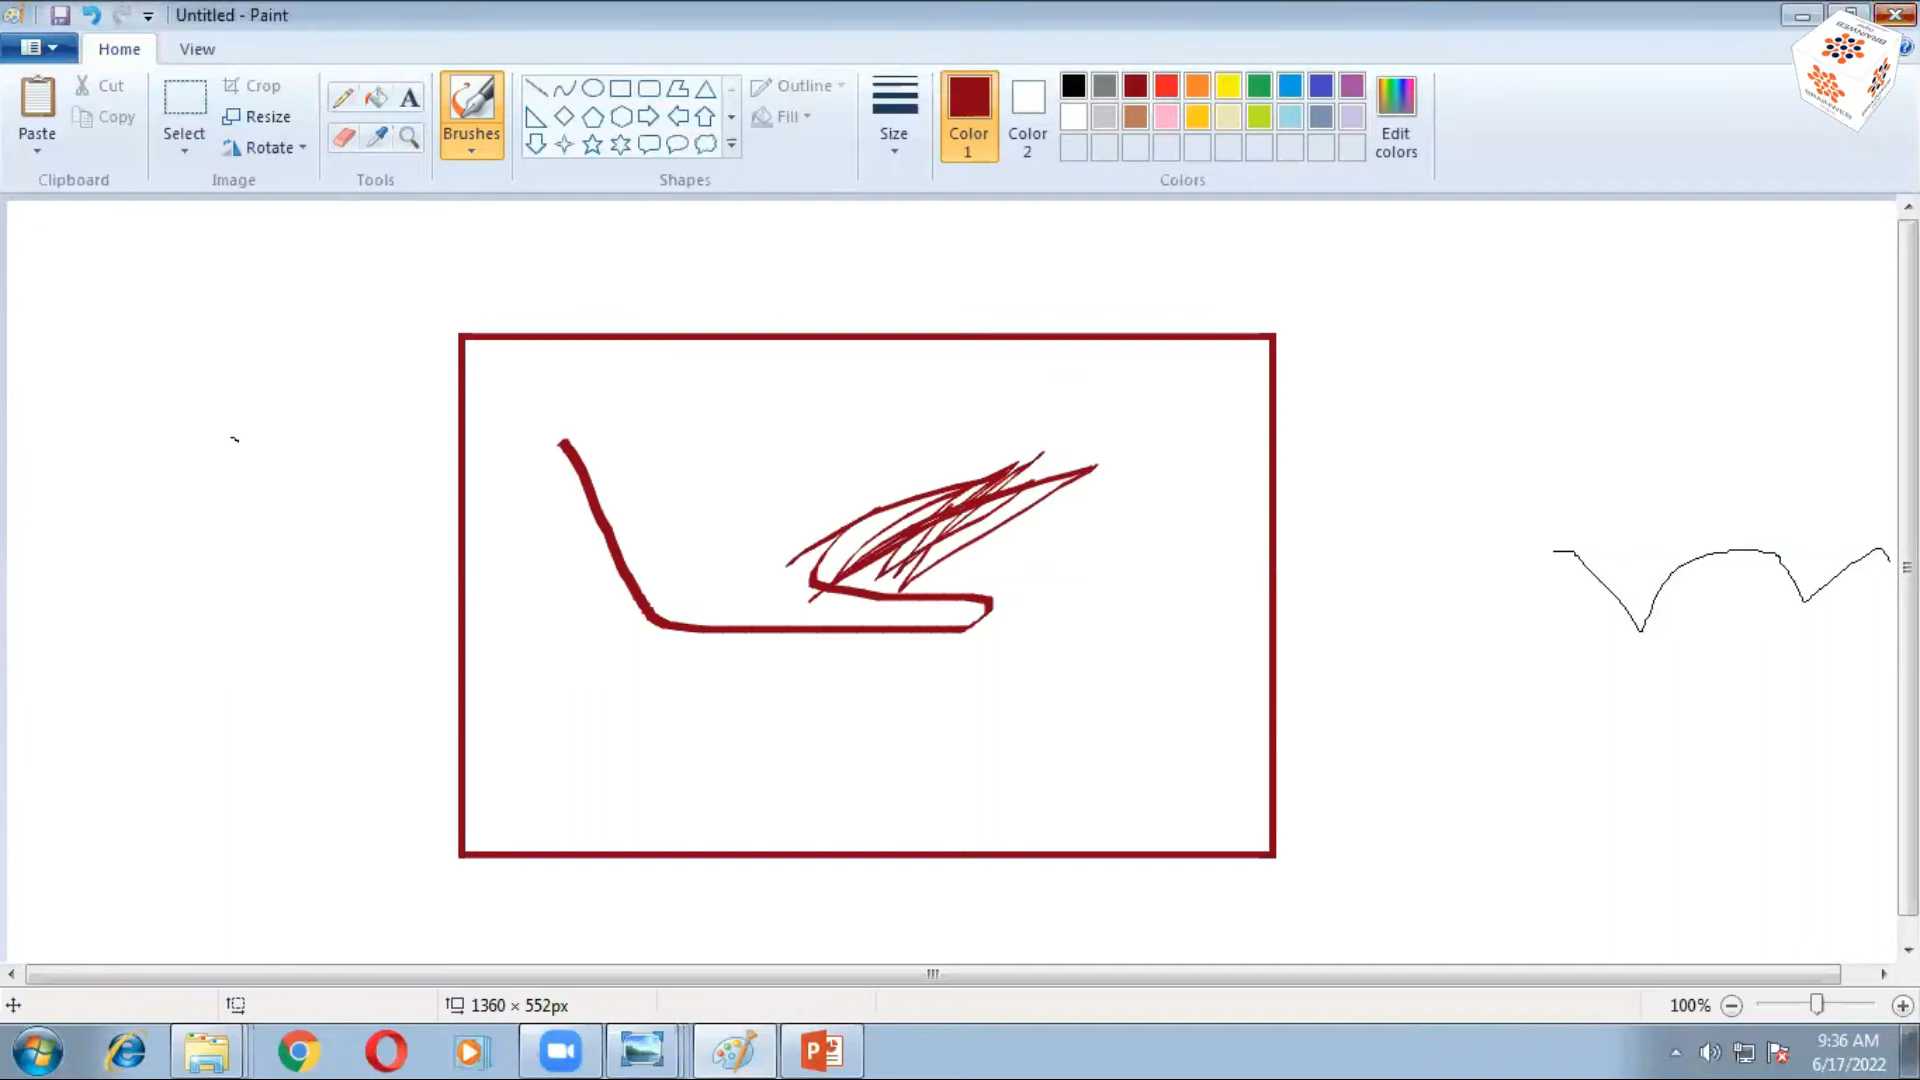 Untitled - Paint
Home View
Paste
Cut
Copy
Clipboard
Select
Crop
Resize
Rotate
Image
A
Tools
Brushes
Outline
Fill
Shapes
Size
Color 1
Color 2
Edit colors
Colors
BRAINWEB
1360 × 552px
100%
9:36 AM
6/17/2022